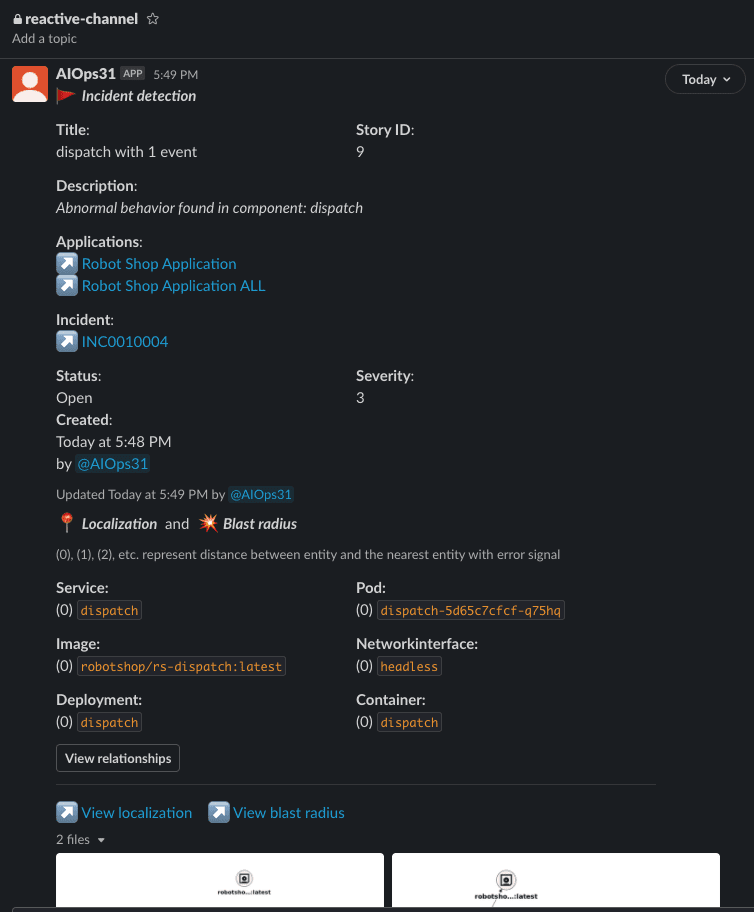 reactive-channel
Add a topic
AIOps31 APP 5:49 PM
Today
Incident detection
Title: Story ID:
dispatch with 1 event 9
Description:
Abnormal behavior found in component: dispatch
Applications:
Robot Shop Application
Robot Shop Application ALL
Incident:
INC0010004
Status: Severity:
Open 3
Created:
Today at 5:48 PM
by @AIOps31
Updated Today at 5:49 PM by @AIOps31
Localization and Blast radius
(0), (1), (2), etc. represent distance between entity and the nearest entity with error signal
Service: Pod:
(0) dispatch (0) dispatch-5d65c7cfcf-q75hq
Image: Networkinterface:
(0) robotshop/rs-dispatch:latest (0) headless
Deployment: Container:
(0) dispatch (0) dispatch
View relationships
View localization View blast radius
2 files
robotsho...:latest robotsho...:latest